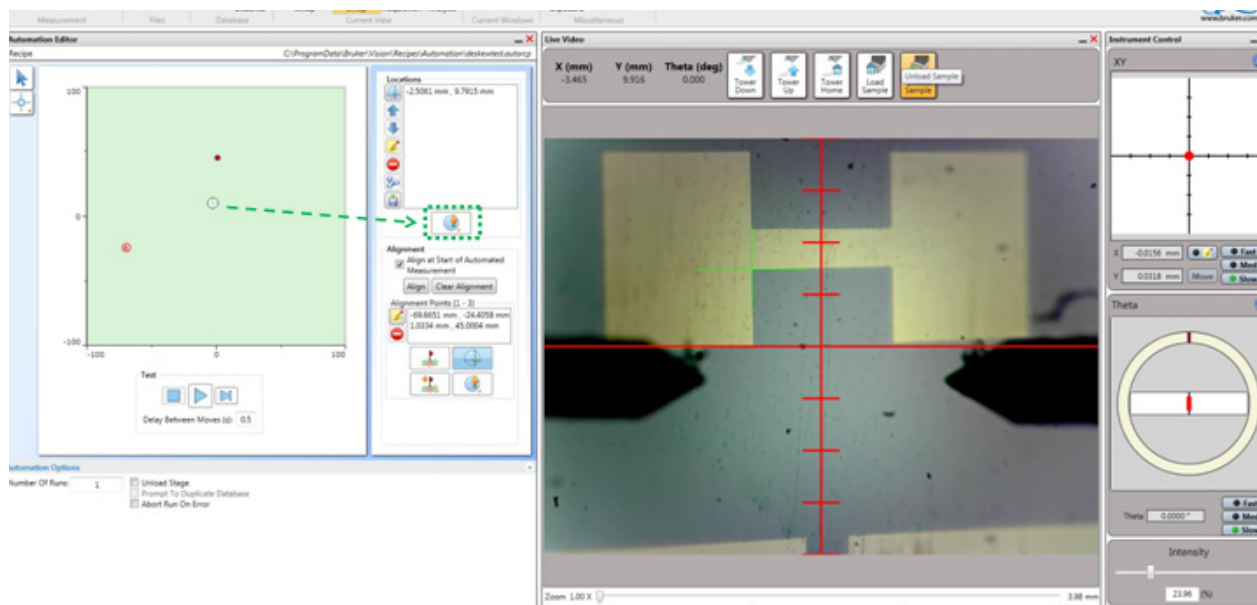 Measurement
Files
Database
Current View
Current Windows
Miscellaneous
www.bruker.com
Automation Editor
Recipe
C:\ProgramData\Bruker\Vision\Recipes\Automation\deskewtest.autorcp
100
0
-100
-100
0
100
Test
Delay Between Moves (s): 0.5
Locations
-2.5061 mm , 9.7915 mm
Alignment
Align at Start of Automated
Measurement
Align
Clear Alignment
Alignment Points (1 - 3)
-69.6651 mm , -24.4058 mm
1.0334 mm , 45.0004 mm
Automation Options
Number Of Runs: 1
Unload Stage
Prompt To Duplicate Database
Abort Run On Error
Live Video
X (mm) Y (mm) Theta (deg)
-3.465 9.916 0.000
Tower
Down
Tower
Up
Tower
Home
Load
Sample
Unload Sample
Sample
Zoom 1.00 X
3.98 mm
Instrument Control
XY
X -0.0156 mm
Y 0.0318 mm
Move
Fast
Med
Slow
Theta
Theta 0.0000 °
Fast
Med
Slow
Intensity
23.96 (%)